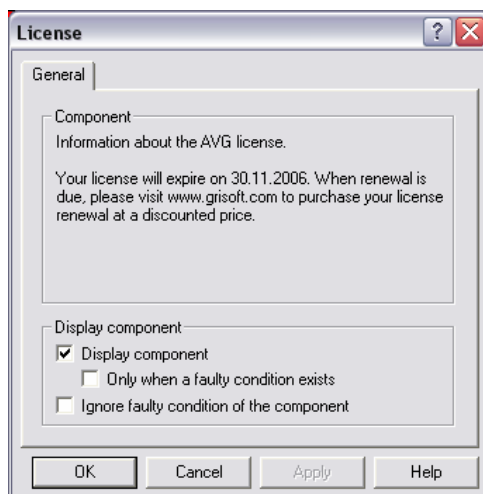 License
General
Component
Information about the AVG license.
Your license will expire on 30.11.2006. When renewal is
due, please visit www.grisoft.com to purchase your license
renewal at a discounted price.
Display component
Display component
Only when a faulty condition exists
Ignore faulty condition of the component
OK Cancel Apply Help